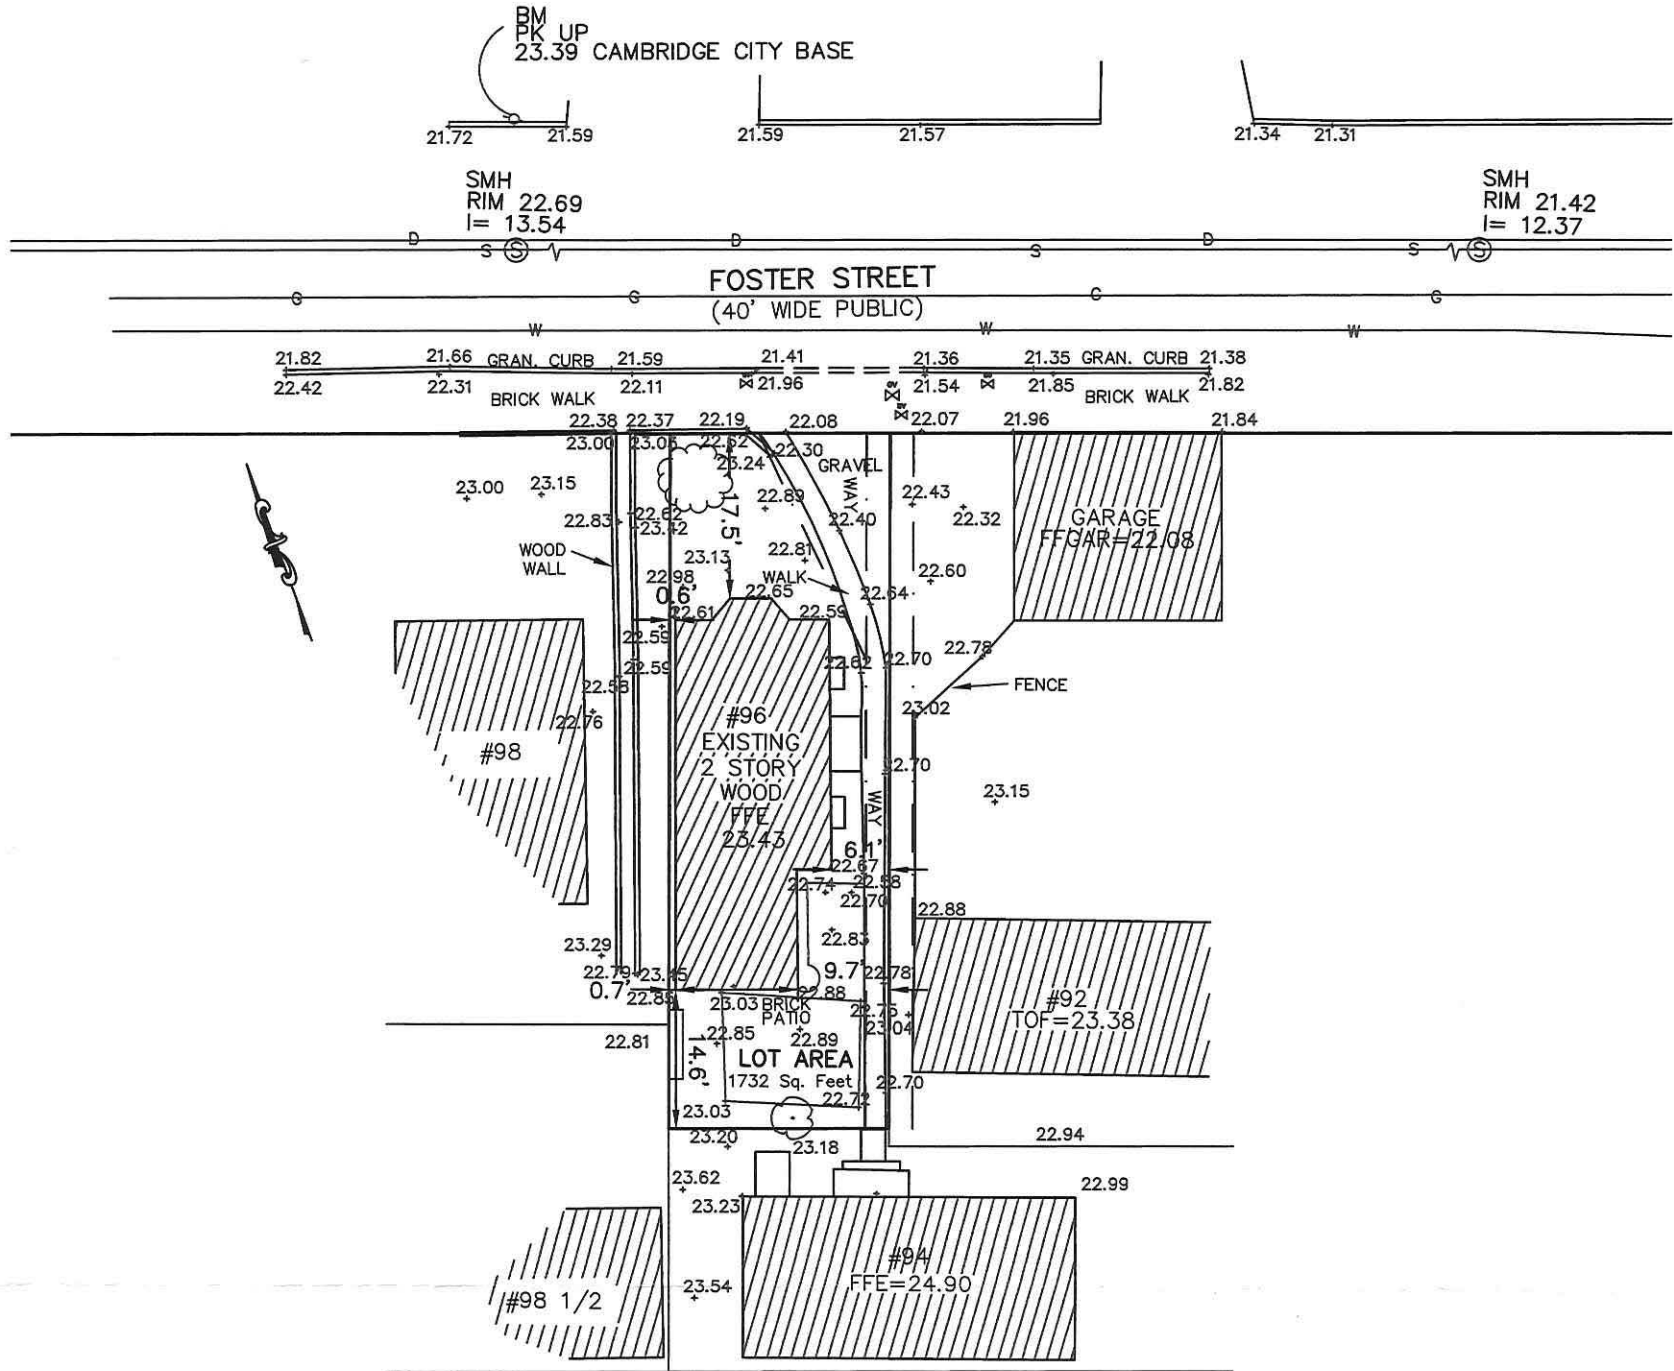 BM
PK UP
23.39 CAMBRIDGE CITY BASE
21.72 21.59 21.59 21.57 21.34 21.31
SMH
RIM 22.69
I= 13.54
SMH
RIM 21.42
I= 12.37
D D D
S S S S S
FOSTER STREET
G G G G
(40' WIDE PUBLIC)
W W W
21.82 21.66 GRAN. CURB 21.59 21.41 21.36 21.35 GRAN. CURB 21.38
22.42 22.31 22.11 21.96 21.54 21.85 21.82
BRICK WALK BRICK WALK
22.38 22.37 22.19 22.08 22.07 21.96 21.84
23.00 23.05 22.62 22.30
23.24 GRAVEL
WAY
23.00 23.15 22.89 22.43
22.83 22.62 22.40 22.32
23.42
17.5'
GARAGE
FFGAR=22.08
WOOD
WALL
23.13 22.81
22.98 WALK 22.60
0.6' 22.65 22.64
22.61 22.59
22.59
22.59 22.62 22.70 22.78
22.58 FENCE
22.76 23.02
#98
#96
EXISTING
2 STORY
WOOD
FFE
23.43
22.70
WAY
23.15
6.1'
22.67
22.74 22.58
22.70 22.88
22.83
23.29
22.79 23.45 9.7' 22.78
0.7' 22.85 22.88
23.03 BRICK
PATIO
22.75
23.04
#92
TOF=23.38
22.81 22.85 22.89
14.6'
LOT AREA
1732 Sq. Feet
22.70
22.72
23.03
23.20 23.18 22.94
23.62 22.99
23.23
#94
FFE=24.90
23.54
#98 1/2